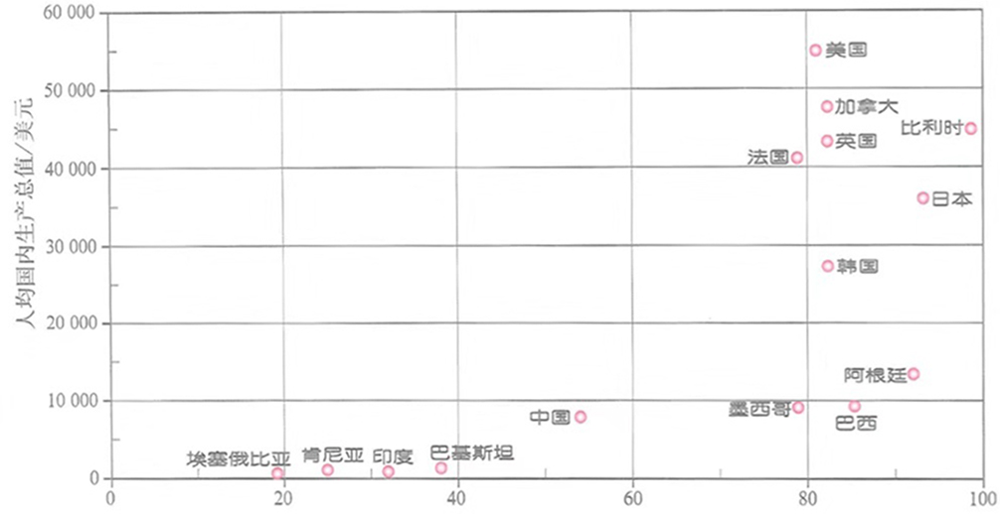 60 000
美国
50 000
加拿大
比利时
英国
法国
40 000
日本
30 000
韩国
20 000
阿根廷
10 000
墨西哥
中国
巴西
埃塞俄比亚 肯尼亚 印度 巴基斯坦
0
0 20 40 60 80 100
人均国内生产总值/美元